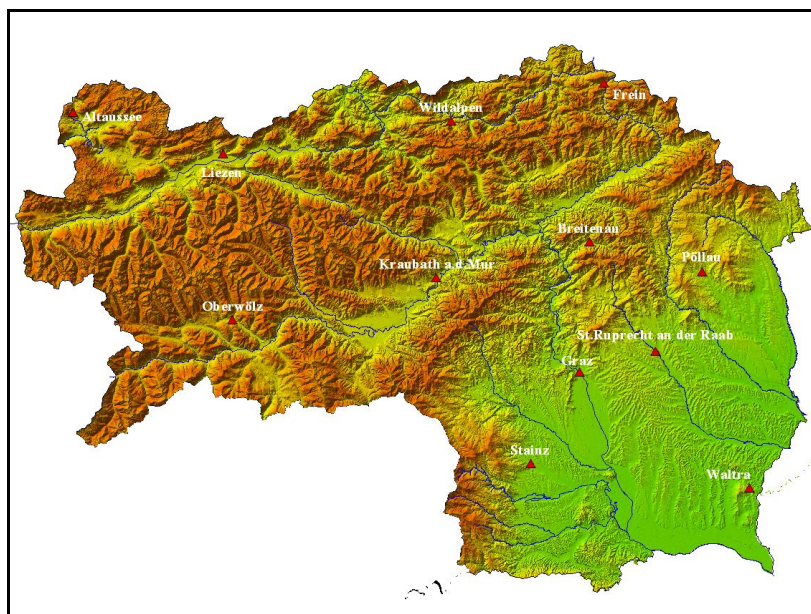 Frein
Wildalpen
Altaussee
Liezen
Breitenau
Pöllau
Kraubath a.d.Mur
Oberwölz
St.Ruprecht an der Raab
Graz
Stainz
Waltra